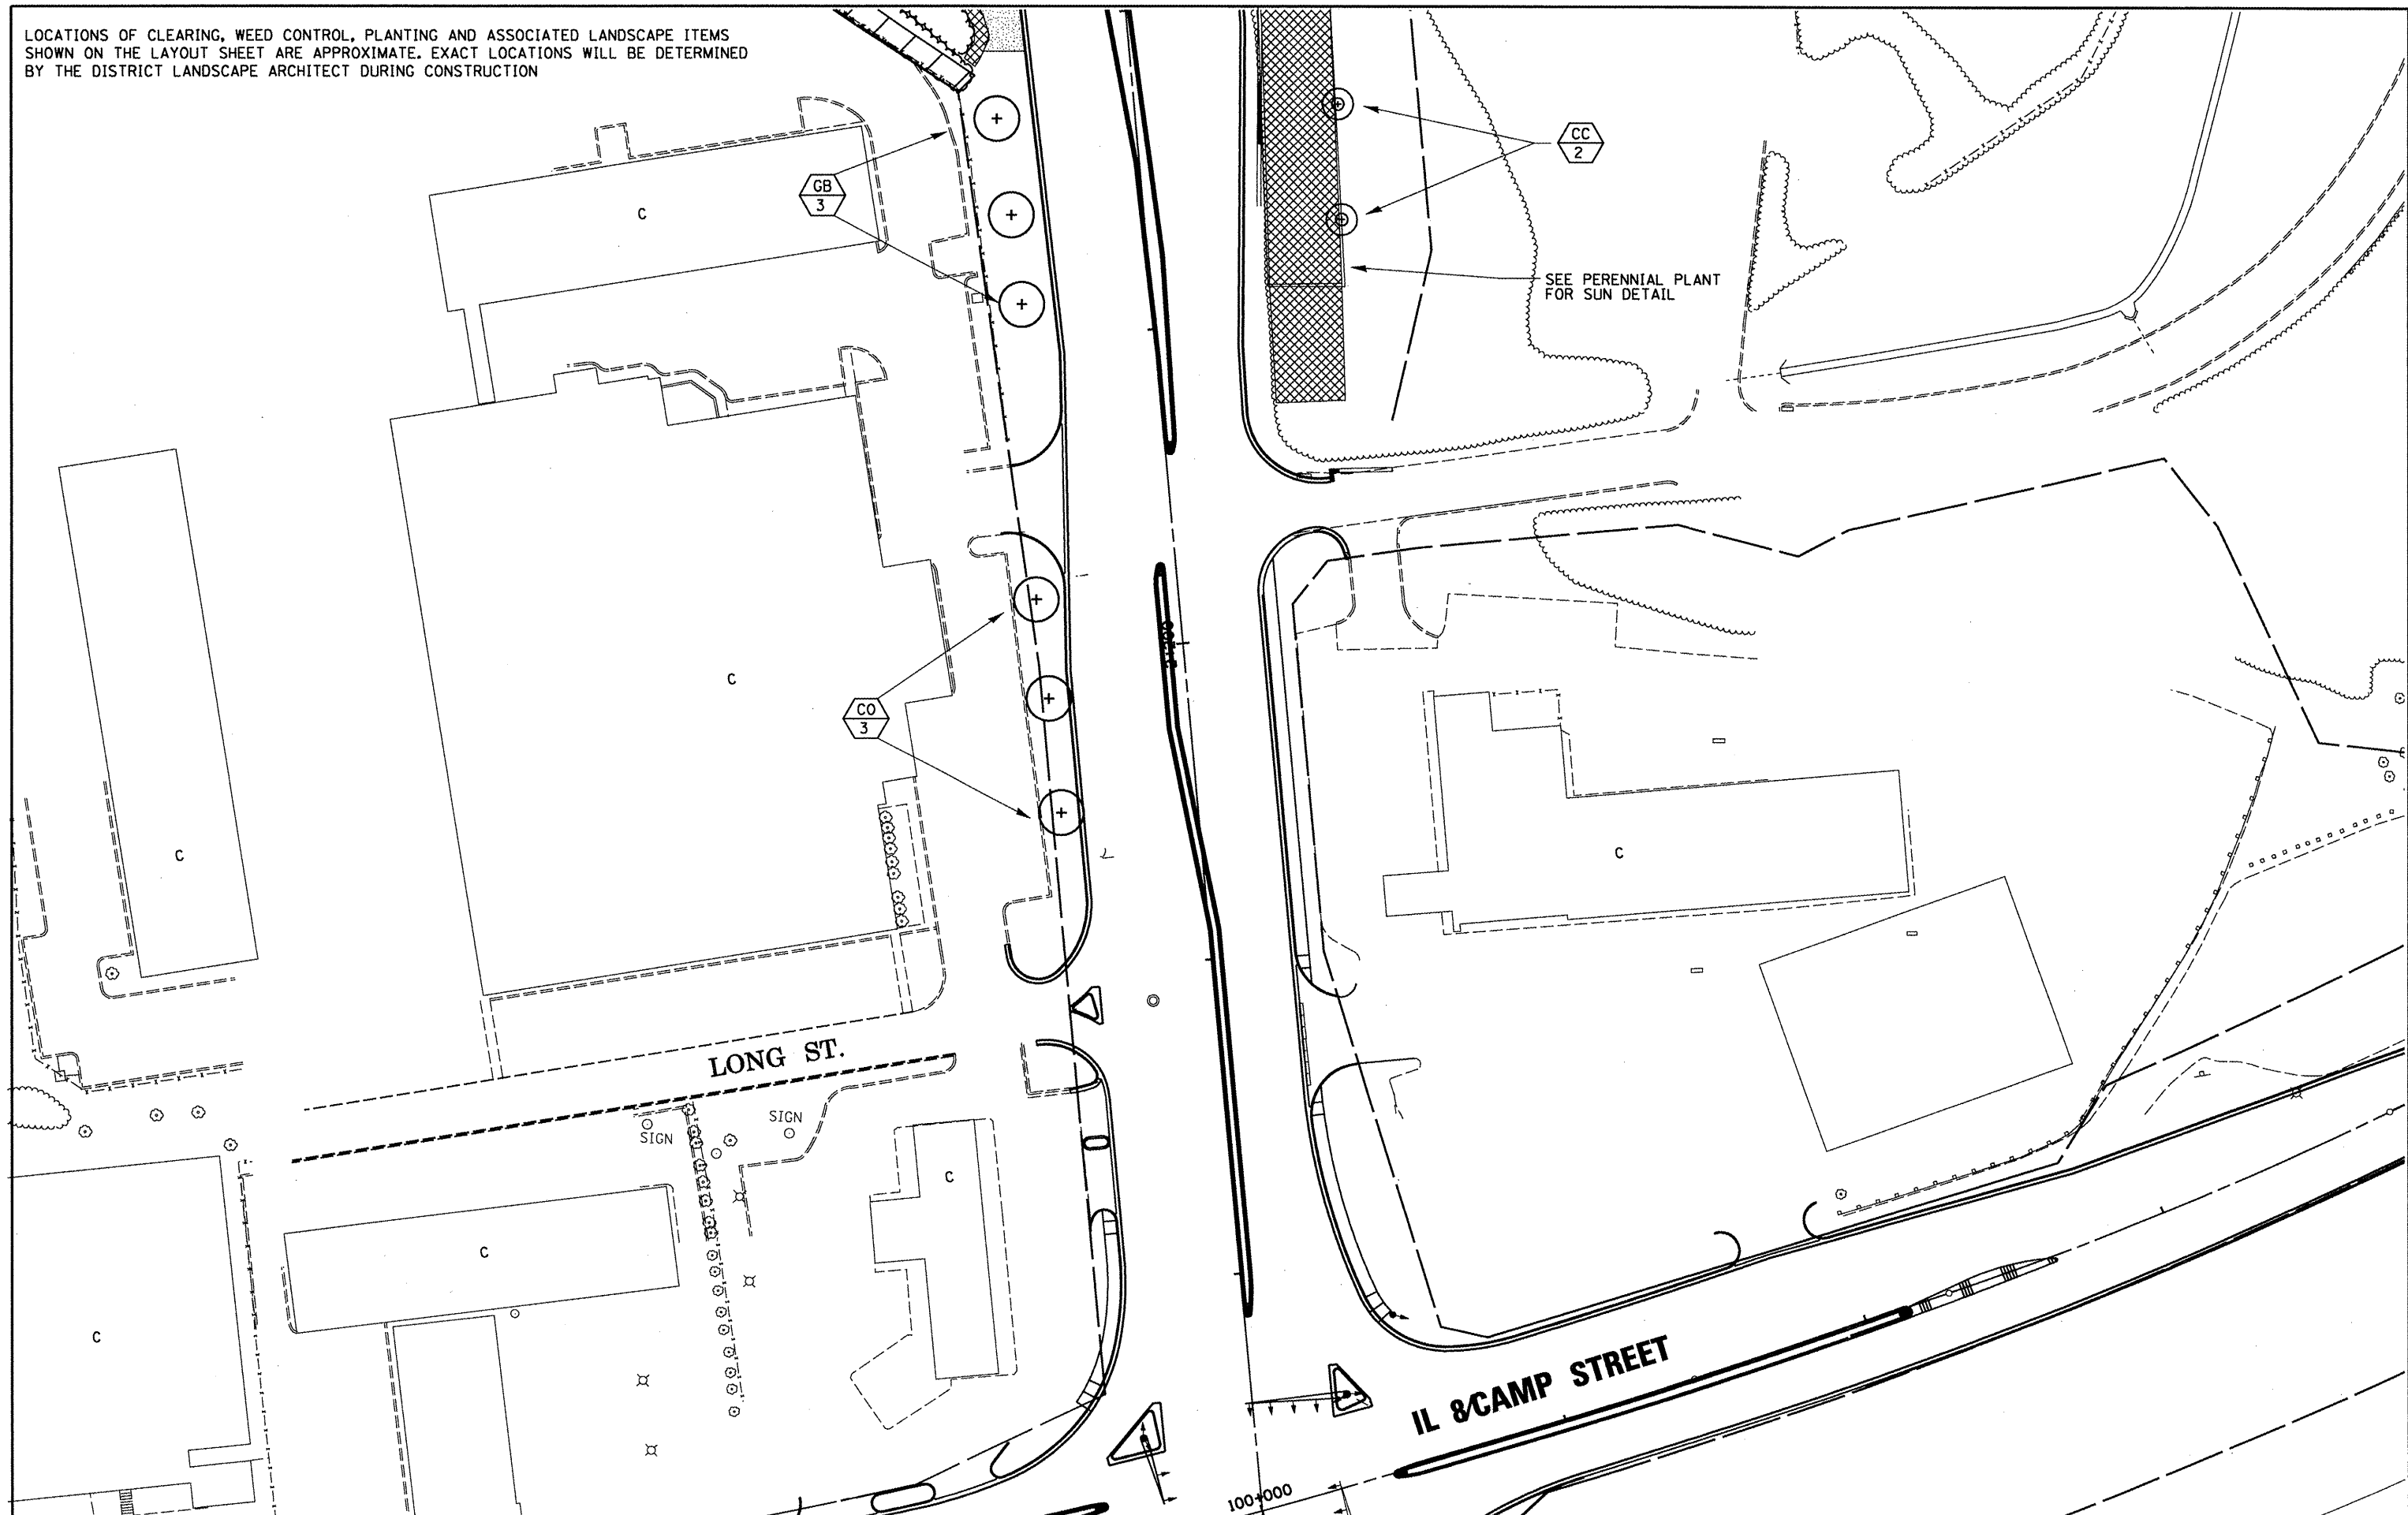 LOCATIONS OF CLEARING, WEED CONTROL, PLANTING AND ASSOCIATED LANDSCAPE ITEMS
SHOWN ON THE LAYOUT SHEET ARE APPROXIMATE. EXACT LOCATIONS WILL BE DETERMINED
BY THE DISTRICT LANDSCAPE ARCHITECT DURING CONSTRUCTION
CC
2
GB
3
C
SEE PERENNIAL PLANT
FOR SUN DETAIL
C
CO
3
C
C
LONG ST.
SIGN
SIGN
C
C
C
IL 8/CAMP STREET
100+000